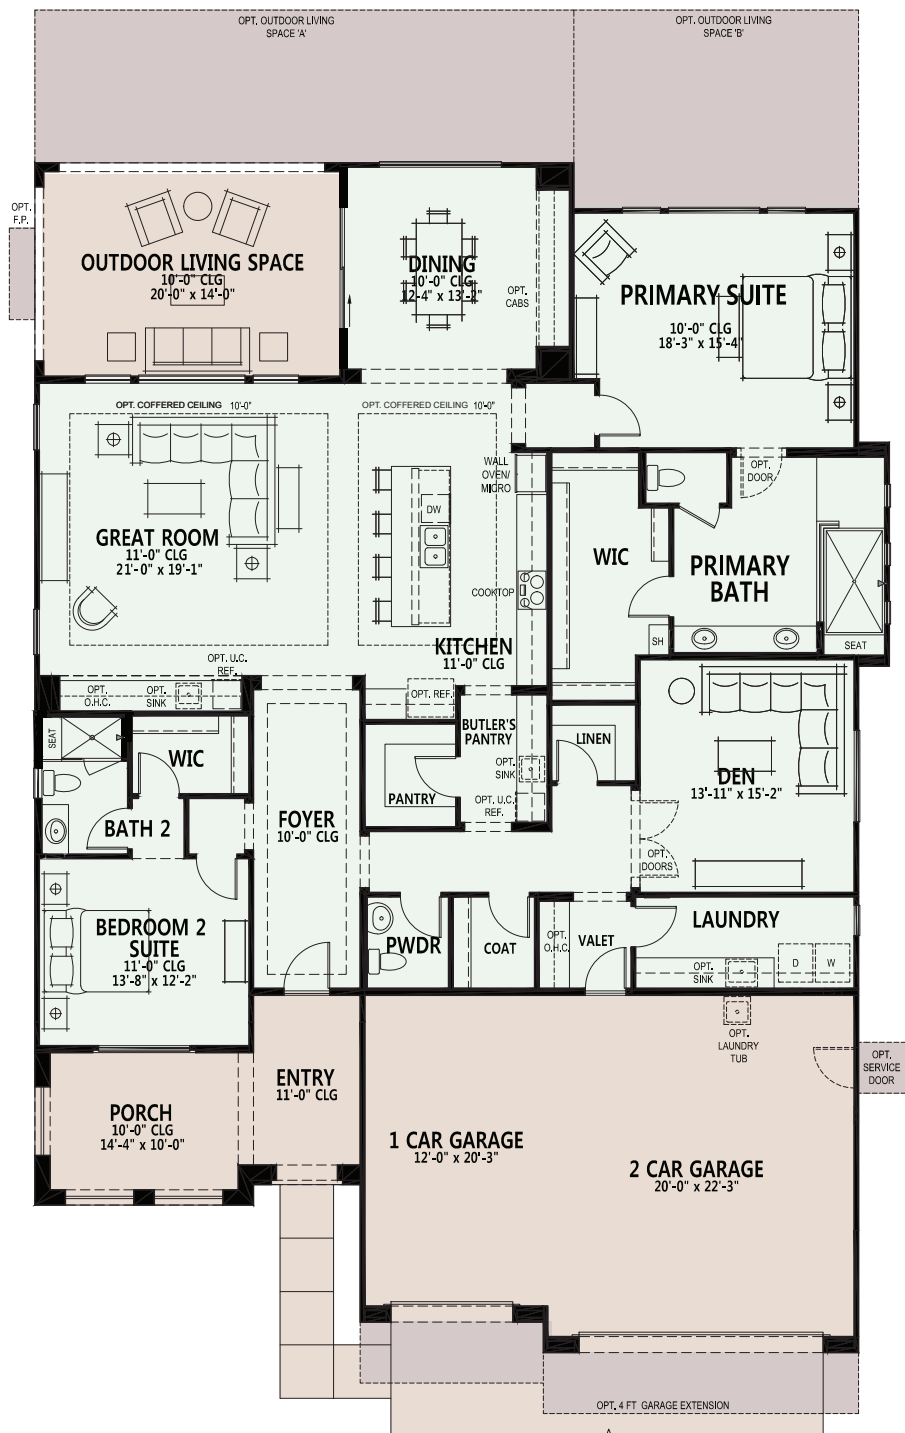 OPT. OUTDOOR LIVING
SPACE 'A'
OPT. OUTDOOR LIVING
SPACE 'B'
OPT.
F.P.
OUTDOOR LIVING SPACE
10'-0" CLG
20'-0" x 14'-0"
DINING
10'-0" CLG
12-4" x 13'-2"
OPT.
CABS
PRIMARY SUITE
10'-0" CLG
18'-3" x 15'-4"
OPT. COFFERED CEILING 10'-0"
OPT. COFFERED CEILING 10'-0"
WALL
OVEN/
MICRO
OPT.
DOOR
DW
GREAT ROOM
11'-0" CLG
21'-0" x 19'-1"
WIC
PRIMARY
BATH
COOKTOP
KITCHEN
11'-0" CLG
SH
SEAT
OPT. U.C.
REF.
OPT.
O.H.C.
OPT.
SINK
OPT. REF.
SEAT
WIC
BUTLER'S
PANTRY
LINEN
OPT.
SINK
DEN
13'-11" x 15'-2"
PANTRY
OPT. U.C.
REF.
BATH 2
FOYER
10'-0" CLG
OPT.
DOORS
BEDROOM 2
SUITE
11'-0" CLG
13'-8" x 12'-2"
PWDR
COAT
OPT.
O.H.C.
VALET
LAUNDRY
OPT.
SINK
D
W
OPT.
LAUNDRY
TUB
OPT.
SERVICE
DOOR
ENTRY
11'-0" CLG
PORCH
10'-0" CLG
14'-4" x 10'-0"
1 CAR GARAGE
12'-0" x 20'-3"
2 CAR GARAGE
20'-0" x 22'-3"
OPT. 4 FT GARAGE EXTENSION